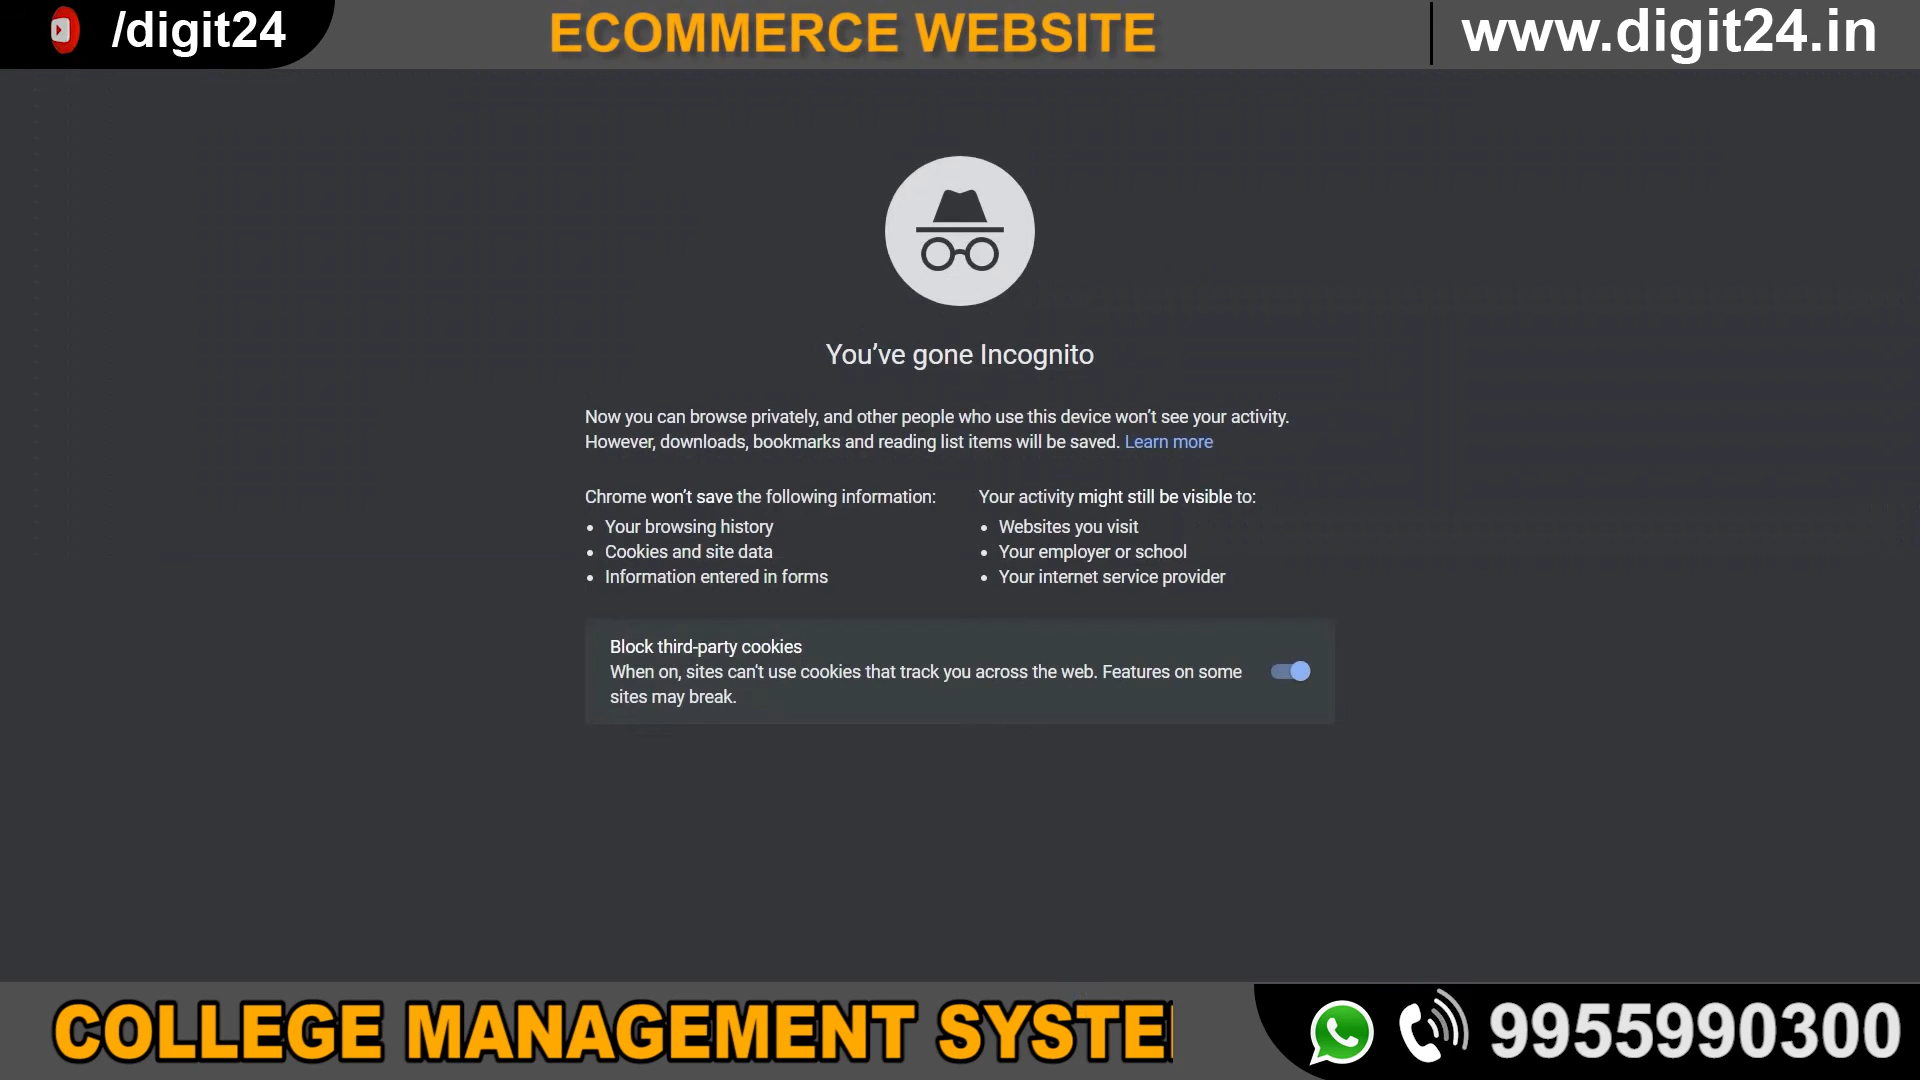 /digit24
ECOMMERCE WEBSITE
www.digit24.in
You’ve gone Incognito
Now you can browse privately, and other people who use this device won’t see your activity.
However, downloads, bookmarks and reading list items will be saved. Learn more
Chrome won’t save the following information:
• Your browsing history
• Cookies and site data
• Information entered in forms
Your activity might still be visible to:
• Websites you visit
• Your employer or school
• Your internet service provider
Block third-party cookies
When on, sites can't use cookies that track you across the web. Features on some
sites may break.
COLLEGE MANAGEMENT SYSTE
9955990300